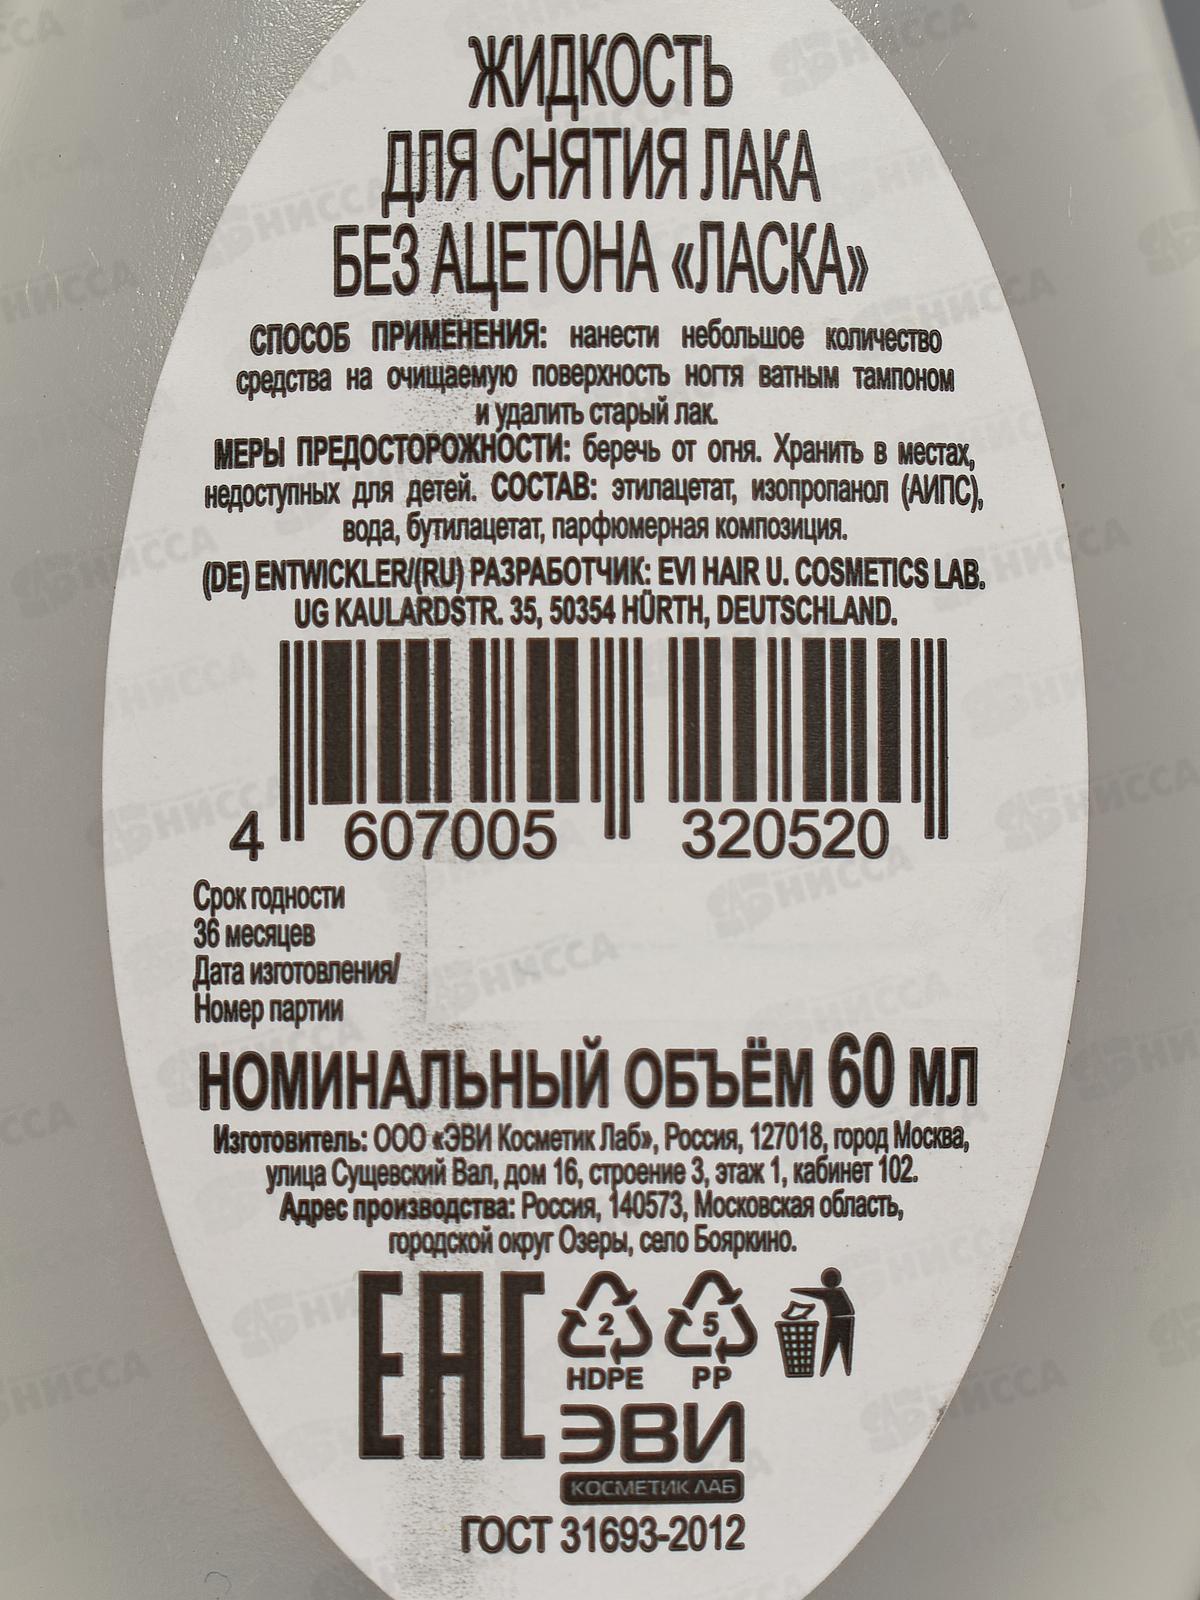 ЖИДКОСТЬ
ДЛЯ СНЯТИЯ ЛАКА
БЕЗ АЦЕТОНА «ЛАСКА»
СПОСОБ ПРИМЕНЕНИЯ: нанести небольшое количество
средства на очищаемую поверхность ногтя ватным тампоном
и удалить старый лак.
МЕРЫ ПРЕДОСТОРОЖНОСТИ: беречь от огня. Хранить в местах,
недоступных для детей. СОСТАВ: этилацетат, изопропанол (АИПС),
вода, бутилацетат, парфюмерная композиция.
(DE) ENTWICKLER/(RU) РАЗРАБОТЧИК: EVI HAIR U. COSMETICS LAB.
UG KAULARDSTR. 35, 50354 HÜRTH, DEUTSCHLAND.
4 607005 320520
Срок годности
36 месяцев
Дата изготовления/
Номер партии
НОМИНАЛЬНЫЙ ОБЪЁМ 60 МЛ
Изготовитель: ООО «ЭВИ Косметик Лаб», Россия, 127018, город Москва,
улица Сущевский Вал, дом 16, строение 3, этаж 1, кабинет 102.
Адрес производства: Россия, 140573, Московская область,
городской округ Озеры, село Бояркино.
ЕАС
2 5
HDPE PP
ЭВИ
КОСМЕТИК ЛАБ
ГОСТ 31693-2012
НИССА